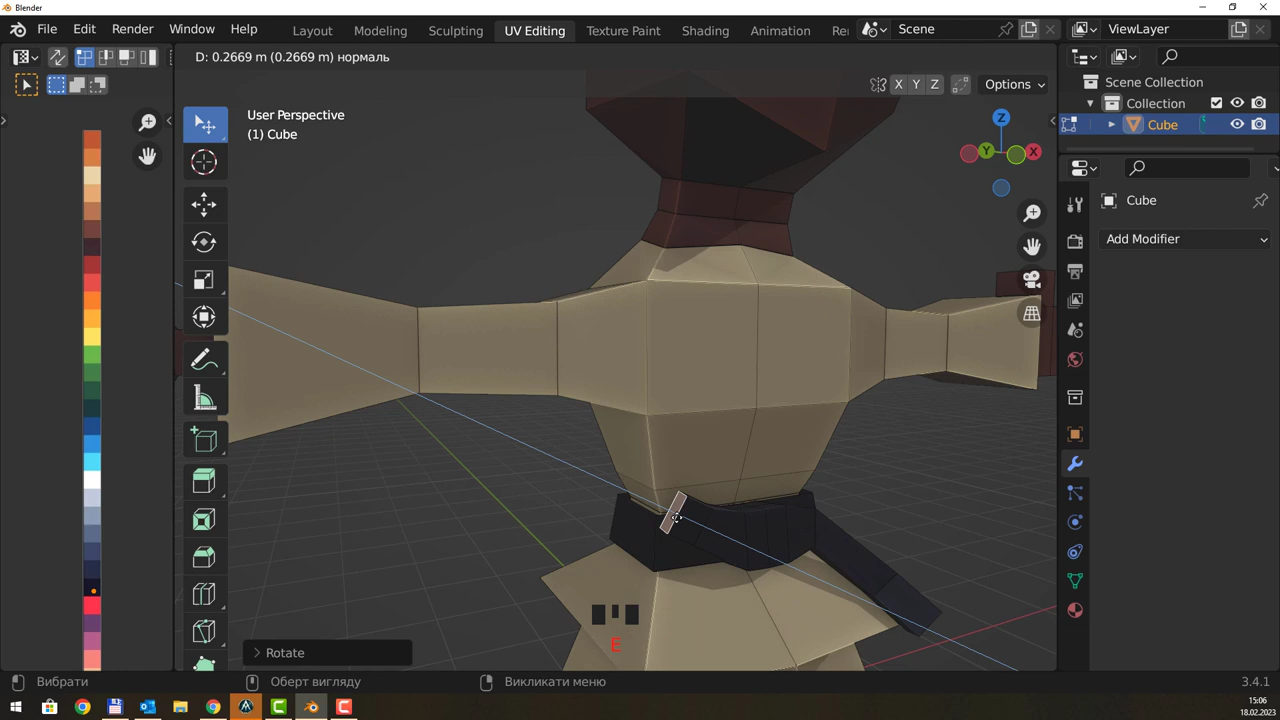 Blender
File Edit Render Window Help
Layout Modeling Sculpting UV Editing Texture Paint Shading Animation Re
Scene
ViewLayer
D: 0.2669 m (0.2669 m) нормаль
X Y Z
Options
User Perspective
(1) Cube
Z
Y
X
Scene Collection
Collection
Cube
Cube
Add Modifier
E
Rotate
Вибрати
Обертання вигляду
Викликати меню
3.4.1
15:06
18.02.2023